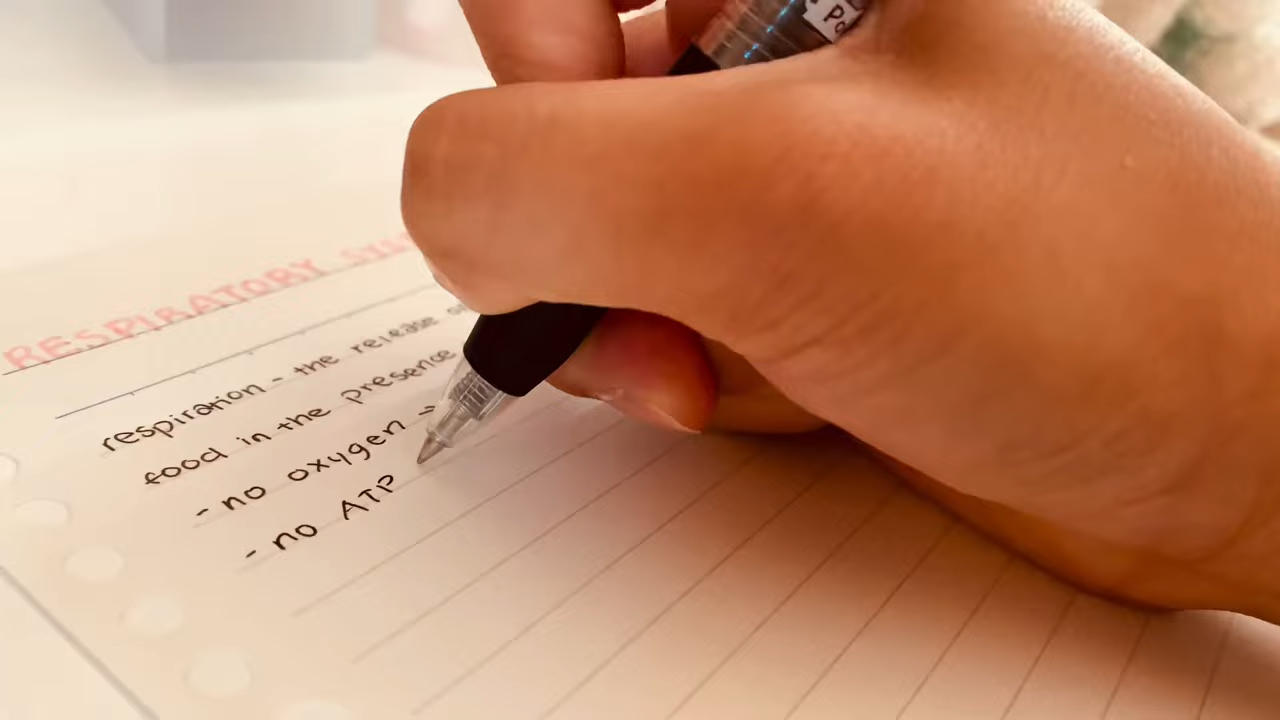 RESPIRATORY
respiration - the release
food in the presence
- no oxygen →
- no ATP